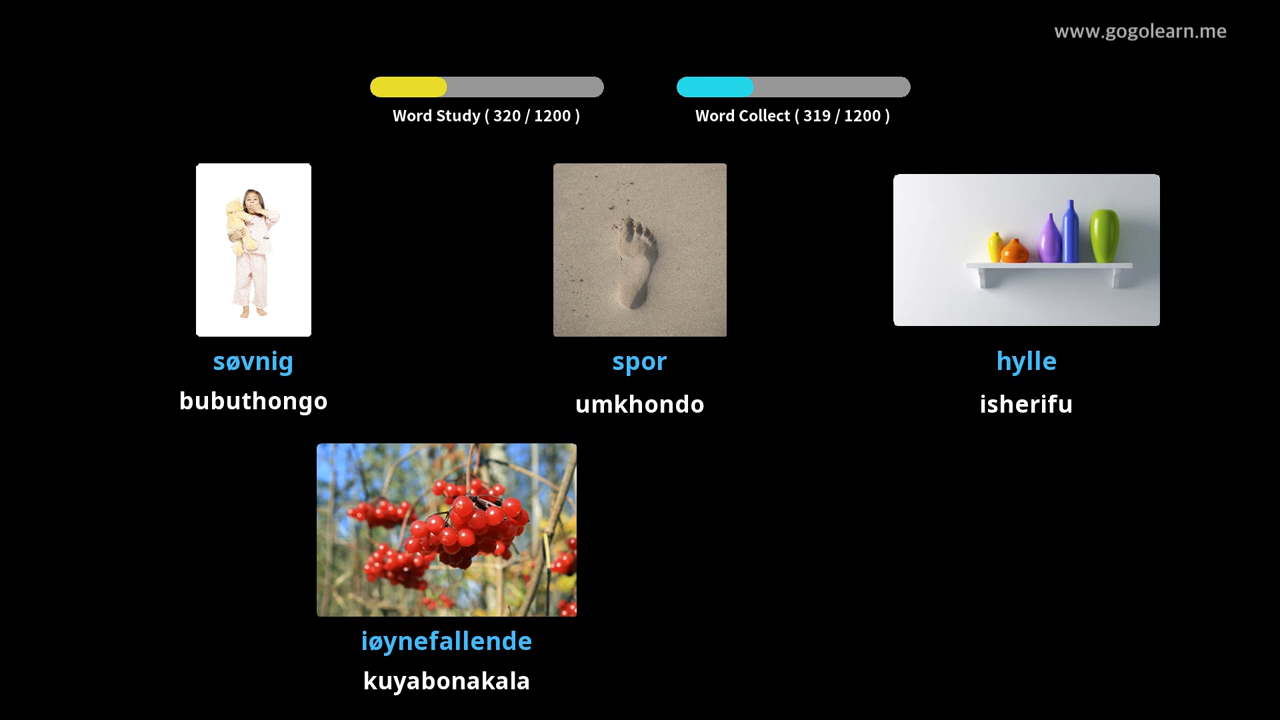 www.gogolearn.me
Word Study ( 320 / 1200 )
Word Collect ( 319 / 1200 )
søvnig
spor
hylle
bubuthongo
umkhondo
isherifu
iøynefallende
kuyabonakala